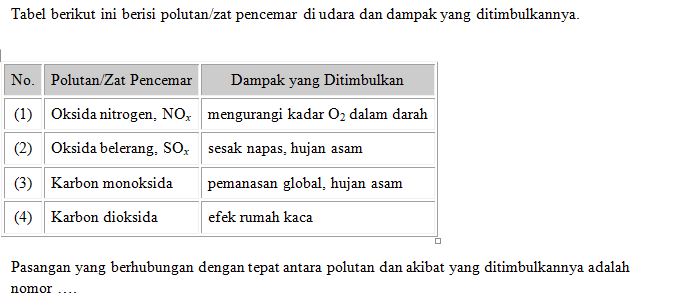 Tabel berikut ini berisi polutan/zat pencemar di udara dan dampak yang ditimbulkannya.
No. Polutan/Zat Pencemar Dampak yang Ditimbulkan
(1) Oksida nitrogen, NOₓ mengurangi kadar O₂ dalam darah
(2) Oksida belerang, SOₓ sesak napas, hujan asam
(3) Karbon monoksida pemanasan global, hujan asam
(4) Karbon dioksida efek rumah kaca
Pasangan yang berhubungan dengan tepat antara polutan dan akibat yang ditimbulkannya adalah
nomor ....